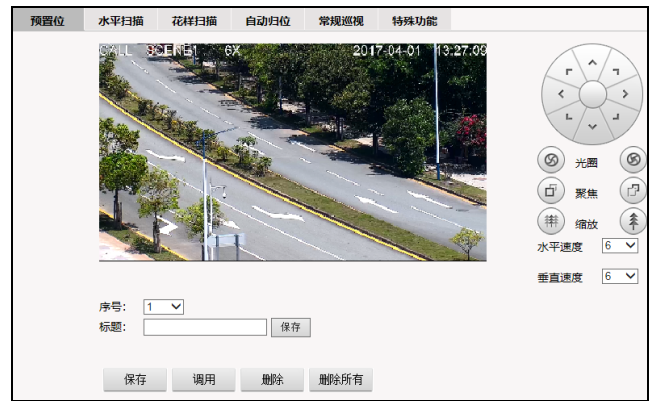 预置位 水平扫描 花样扫描 自动归位 常规巡视 特殊功能
CALL SCENE1 6X 2017-04-01 13:27:09
光圈
聚焦
缩放
水平速度 6
垂直速度 6
序号: 1
标题: 保存
保存 调用 删除 删除所有